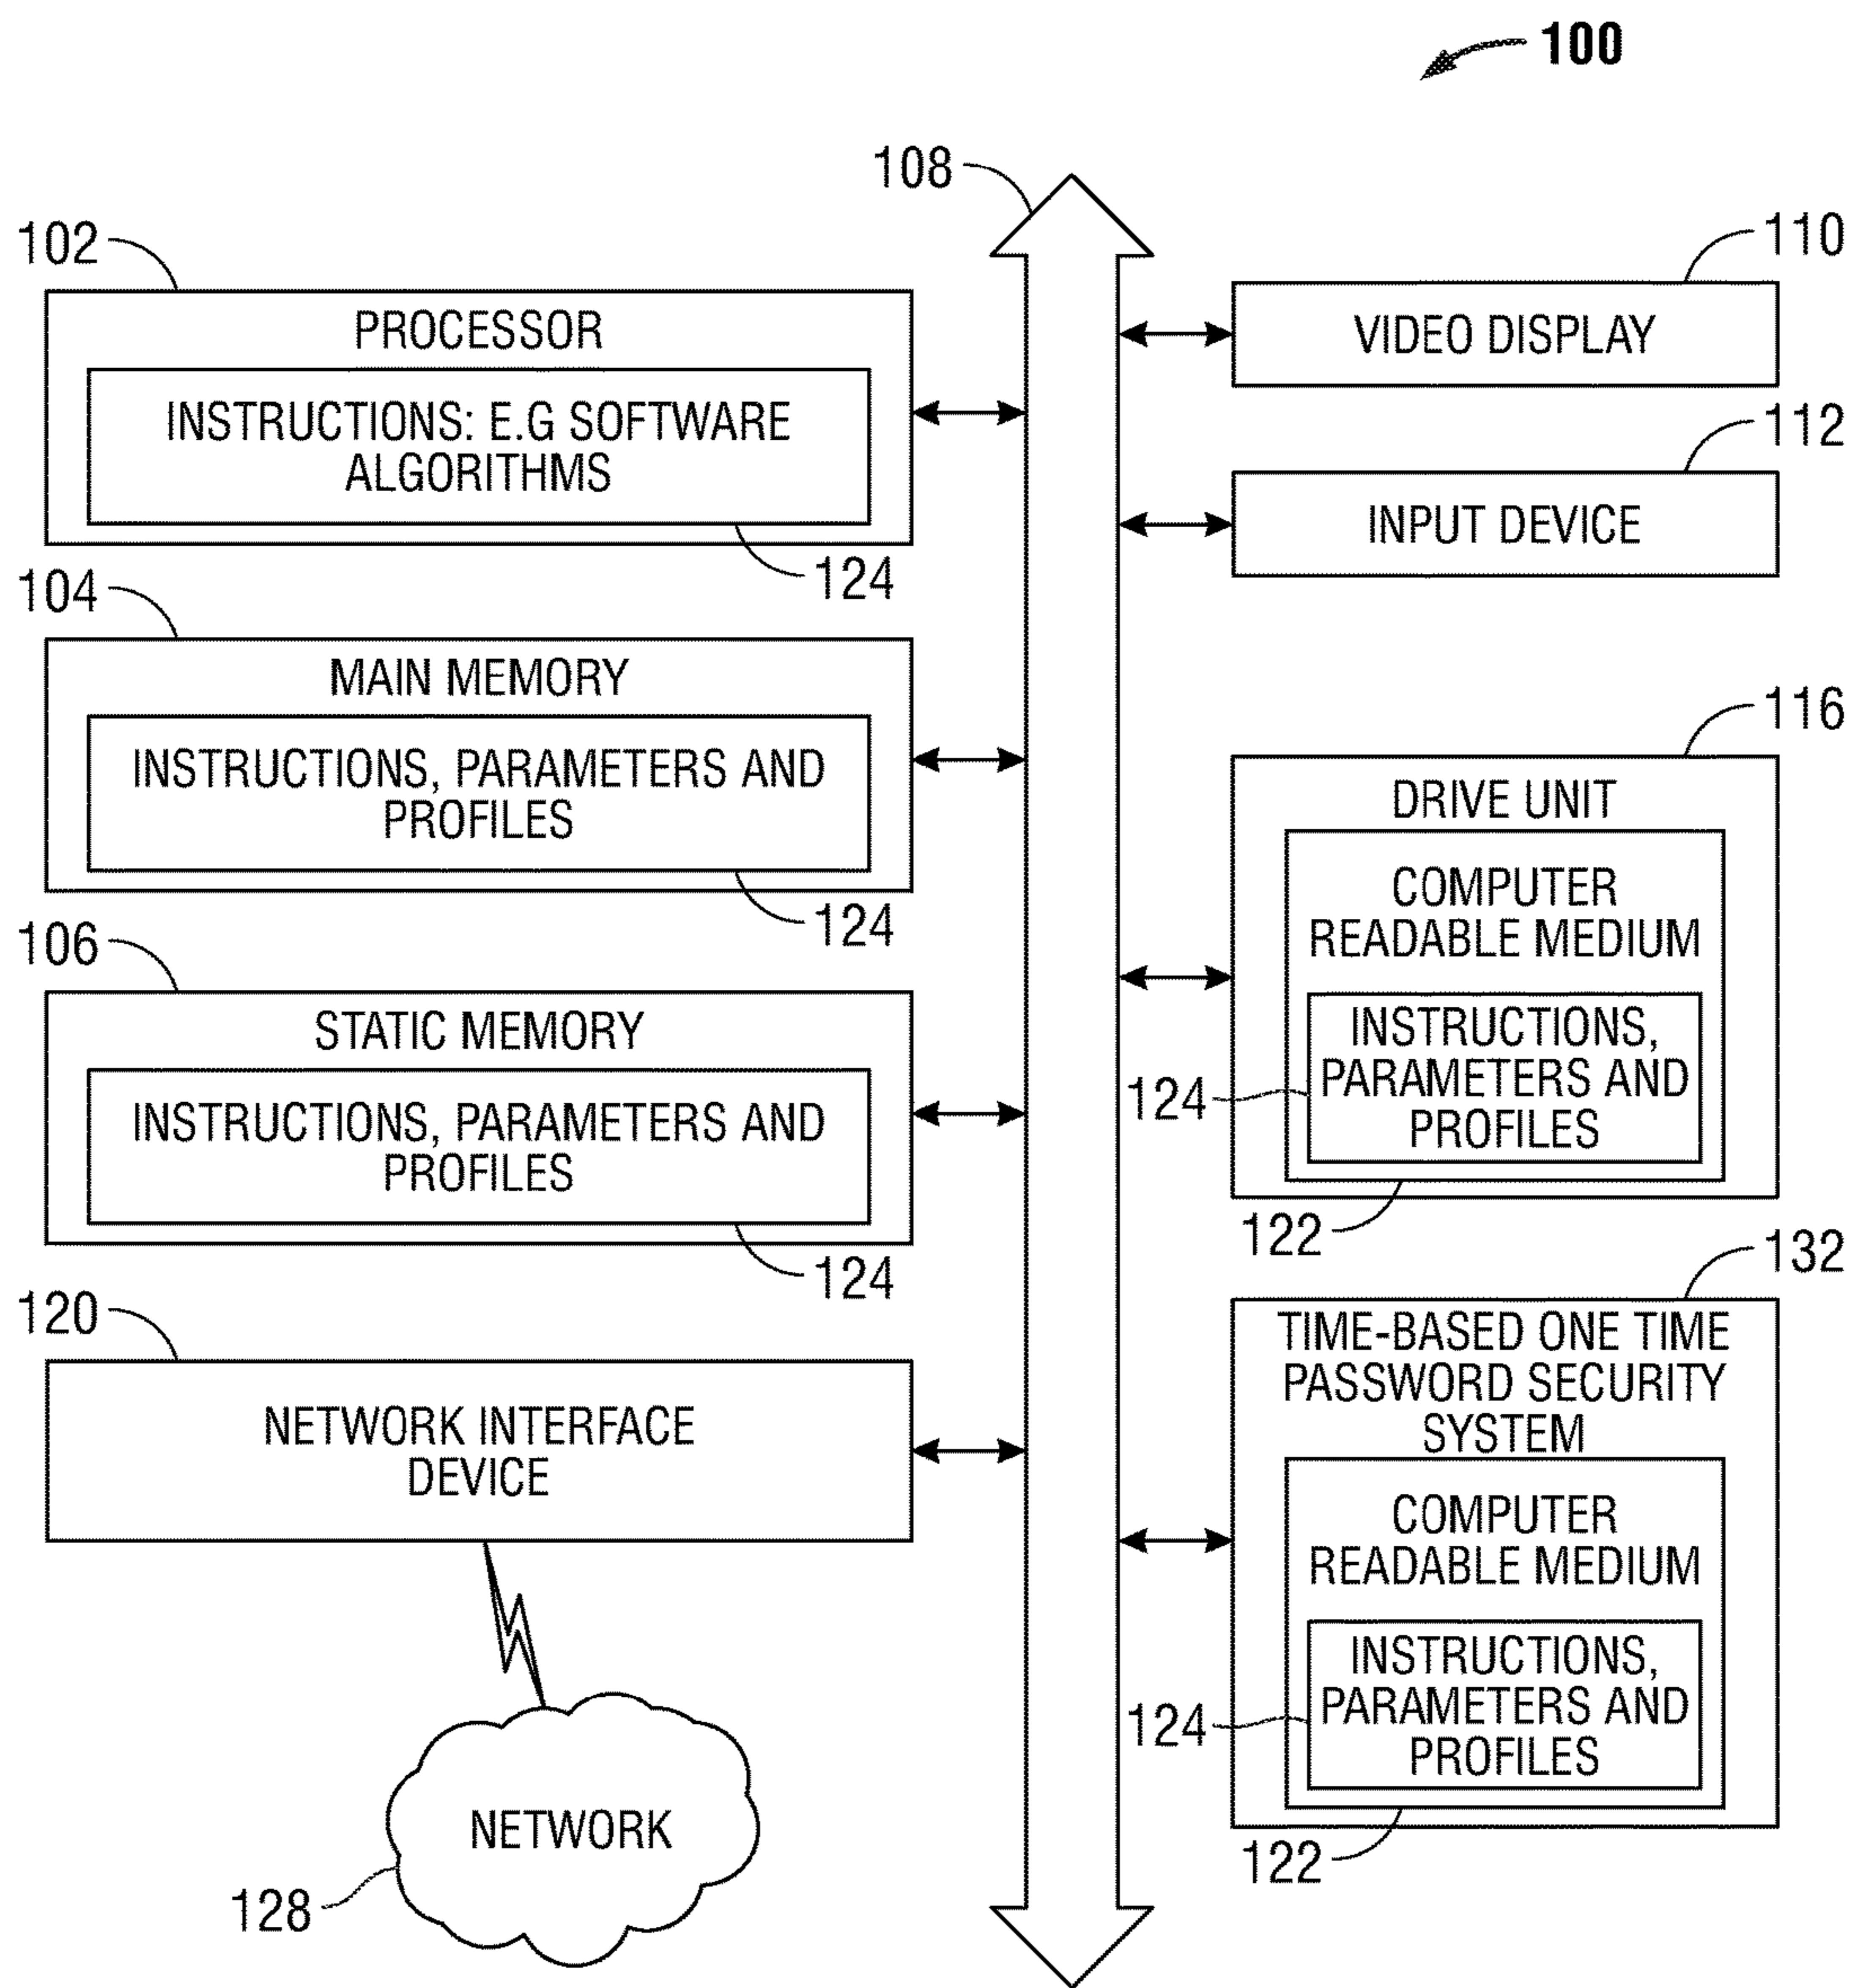 100
108
102
PROCESSOR
INSTRUCTIONS: E.G SOFTWARE
ALGORITHMS
124
104
MAIN MEMORY
INSTRUCTIONS, PARAMETERS AND
PROFILES
124
106
STATIC MEMORY
INSTRUCTIONS, PARAMETERS AND
PROFILES
124
120
NETWORK INTERFACE
DEVICE
NETWORK
128
110
VIDEO DISPLAY
112
INPUT DEVICE
116
DRIVE UNIT
COMPUTER
READABLE MEDIUM
INSTRUCTIONS,
PARAMETERS AND
PROFILES
124
122
132
TIME-BASED ONE TIME
PASSWORD SECURITY
SYSTEM
COMPUTER
READABLE MEDIUM
INSTRUCTIONS,
PARAMETERS AND
PROFILES
124
122